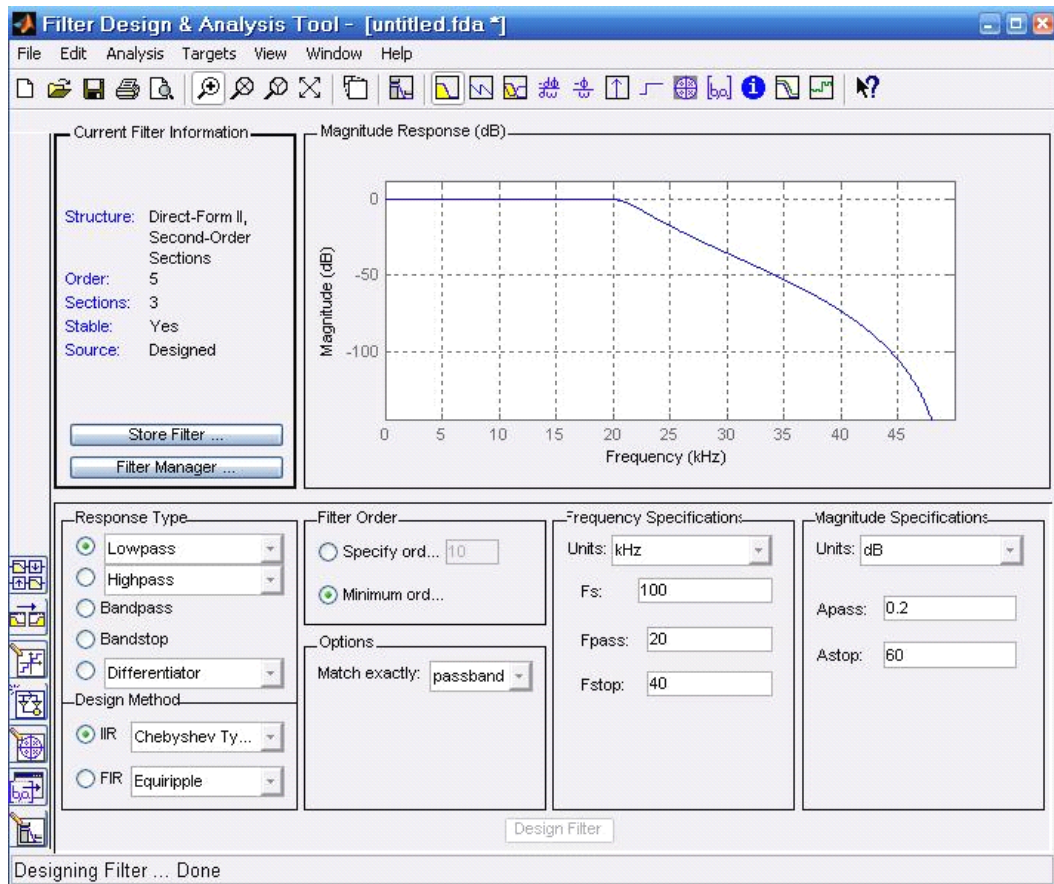 Filter Design & Analysis Tool - [untitled.fda *]
File Edit Analysis Targets View Window Help
Current Filter Information
Structure: Direct-Form II,
Second-Order
Sections
Order: 5
Sections: 3
Stable: Yes
Source: Designed
Store Filter ...
Filter Manager ...
Magnitude Response (dB)
Magnitude (dB)
0
-50
-100
0 5 10 15 20 25 30 35 40 45
Frequency (kHz)
Response Type
Lowpass
Highpass
Bandpass
Bandstop
Differentiator
Design Method
IIR Chebyshev Ty...
FIR Equiripple
Filter Order
Specify ord... 10
Minimum ord...
Options
Match exactly: passband
Frequency Specifications
Units: kHz
Fs: 100
Fpass: 20
Fstop: 40
Magnitude Specifications
Units: dB
Apass: 0.2
Astop: 60
Design Filter
Designing Filter ... Done